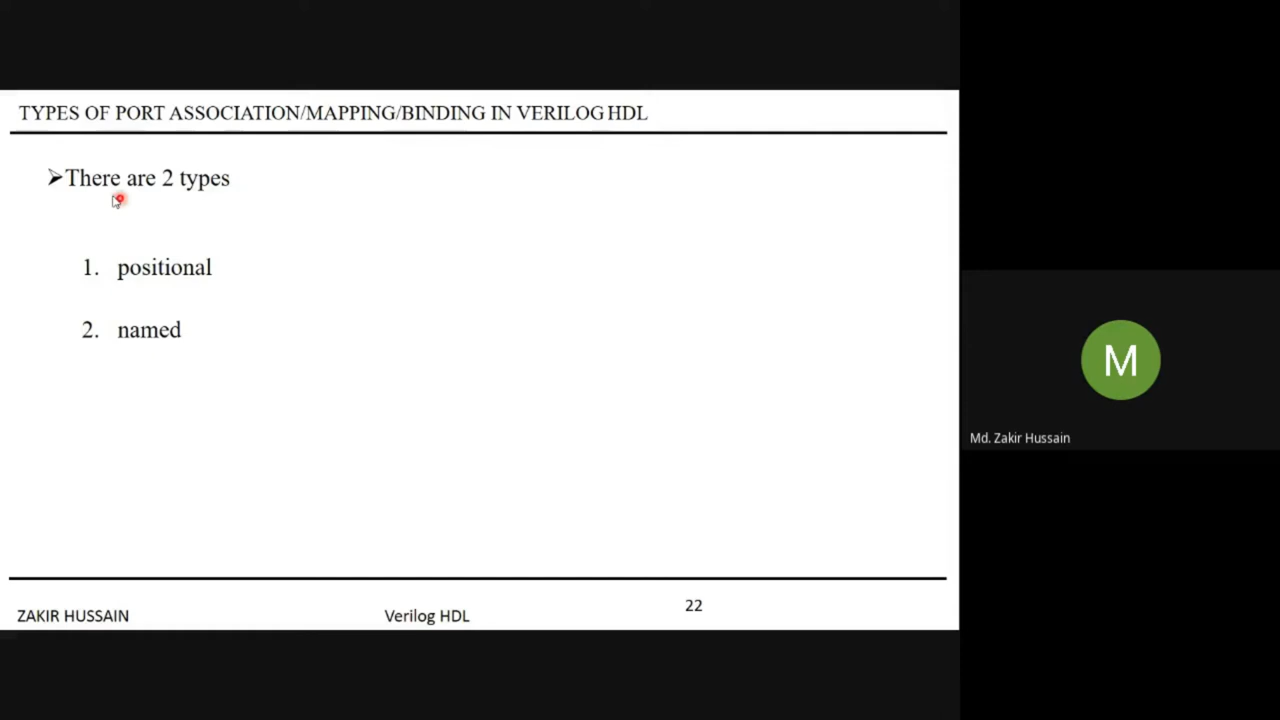 TYPES OF PORT ASSOCIATION/MAPPING/BINDING IN VERILOG HDL
➢There are 2 types
1. positional
2. named
ZAKIR HUSSAIN
Verilog HDL
22
M
Md. Zakir Hussain